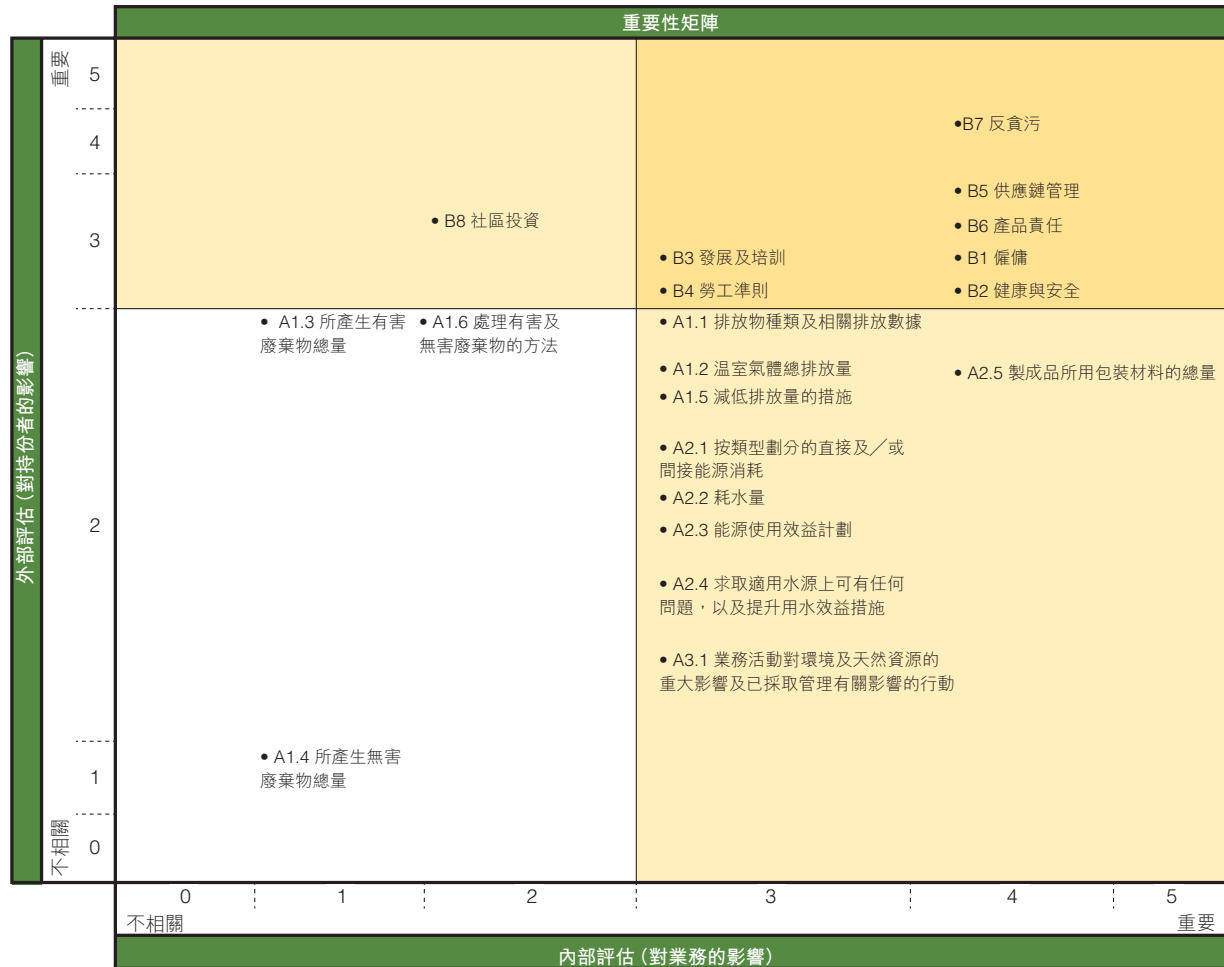 重要性矩陣
外部評估（對持份者的影響）
重要
5
4
•B7 反貪污
• B5 供應鏈管理
3
• B8 社區投資
• B6 產品責任
• B3 發展及培訓
• B1 僱傭
• B4 勞工準則
• B2 健康與安全
• A1.3 所產生有害
廢棄物總量
• A1.6 處理有害及
無害廢棄物的方法
• A1.1 排放物種類及相關排放數據
• A1.2 温室氣體總排放量
• A2.5 製成品所用包裝材料的總量
• A1.5 減低排放量的措施
• A2.1 按類型劃分的直接及╱或
間接能源消耗
• A2.2 耗水量
2
• A2.3 能源使用效益計劃
• A2.4 求取適用水源上可有任何
問題，以及提升用水效益措施
• A3.1 業務活動對環境及天然資源的
重大影響及已採取管理有關影響的行動
1
• A1.4 所產生無害
廢棄物總量
不相關
0
0
1
2
3
4
5
不相關
重要
內部評估（對業務的影響）